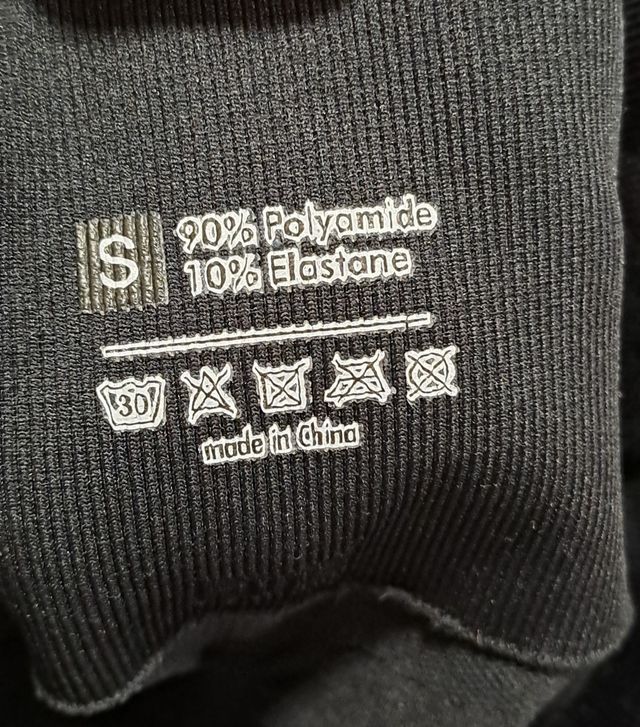 S
90% Polyamide
10% Elastane
30
made in China